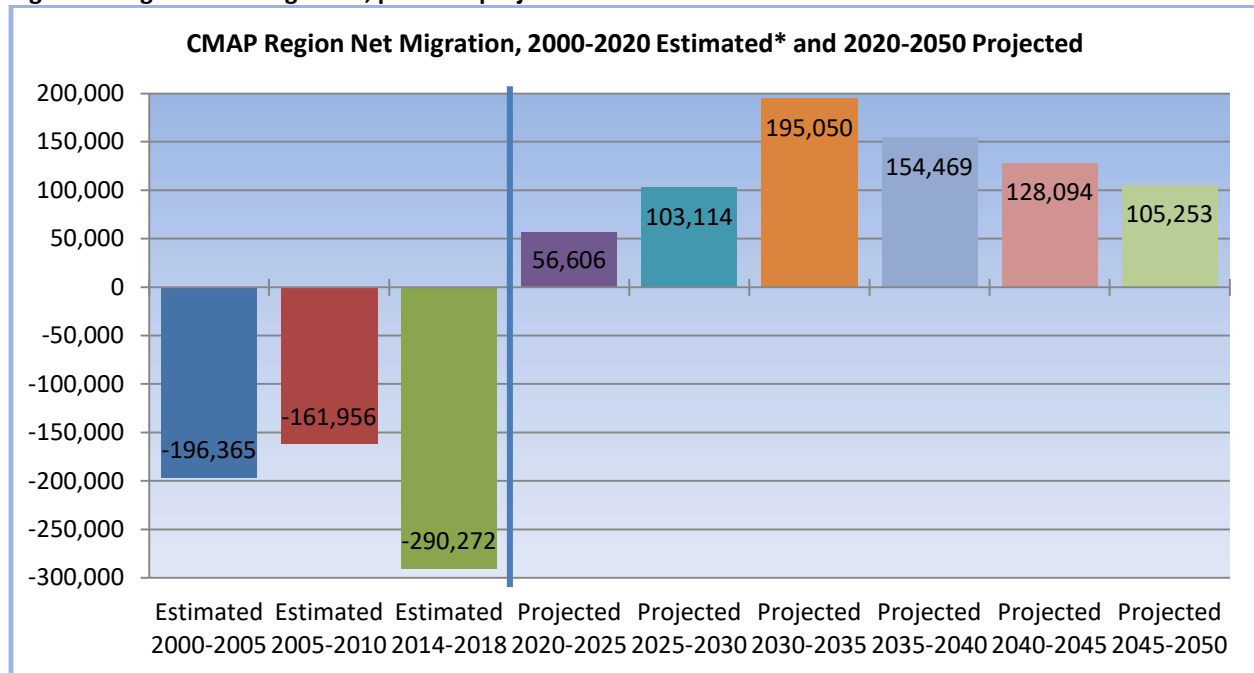 CMAP Region Net Migration, 2000-2020 Estimated* and 2020-2050 Projected
200,000
150,000
100,000
50,000
0
-50,000
-100,000
-150,000
-200,000
-250,000
-300,000
-196,365
-161,956
-290,272
56,606
103,114
195,050
154,469
128,094
105,253
Estimated 2000-2005
Estimated 2005-2010
Estimated 2014-2018
Projected 2020-2025
Projected 2025-2030
Projected 2030-2035
Projected 2035-2040
Projected 2040-2045
Projected 2045-2050